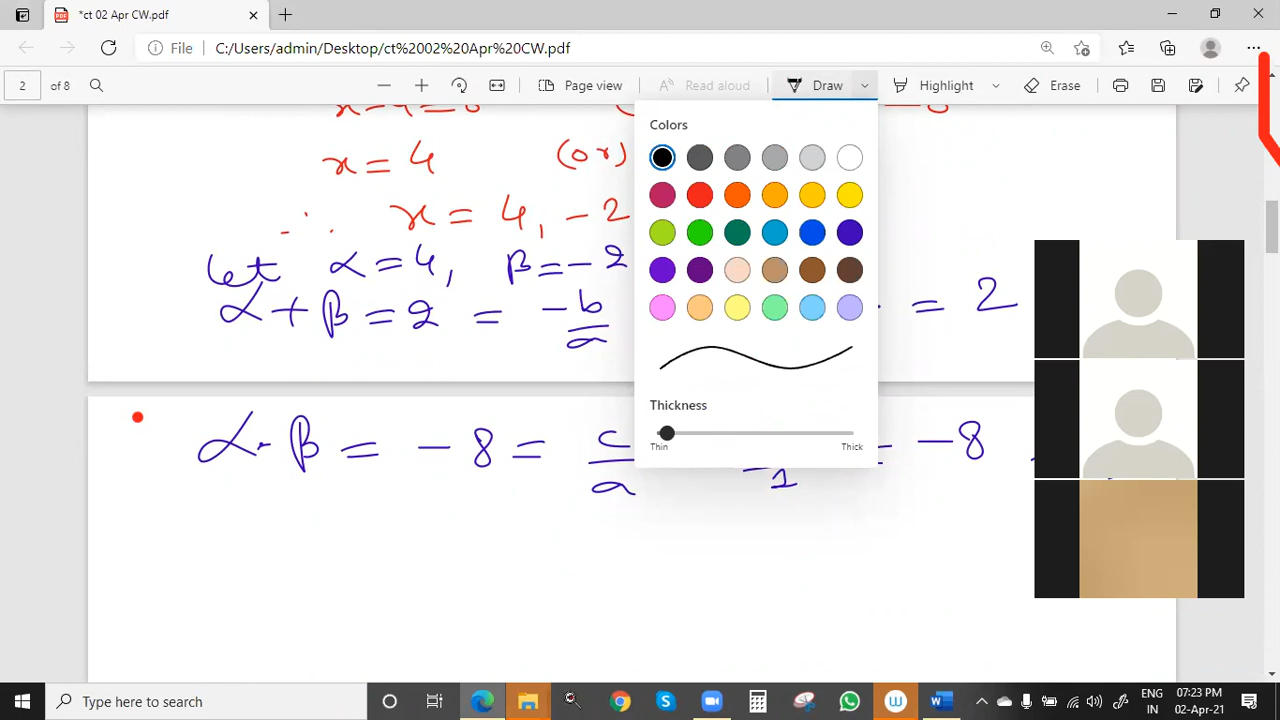 *ct 02 Apr CW.pdf
File C:/Users/admin/Desktop/ct%2002%20Apr%20CW.pdf
2 of 8 Page view Read aloud Draw Highlight Erase
Colors
x = 4 (or)
∴ x = 4, -2
let α = 4, β = -2
α + β = 2 = -b/a = 2
Thickness
Thin Thick
α · β = -8 = c/a 1 = -8
Type here to search
ENG 07:23 PM
IN 02-Apr-21